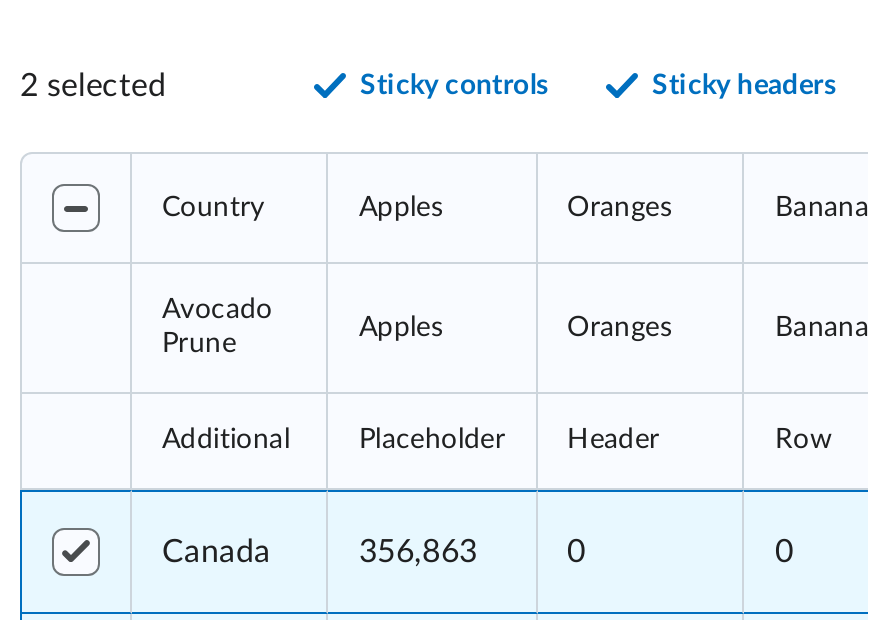 2 selected Sticky controls Sticky headers
Country Apples Oranges Banana
Avocado
Prune Apples Oranges Banana
Additional Placeholder Header Row
Canada 356,863 0 0